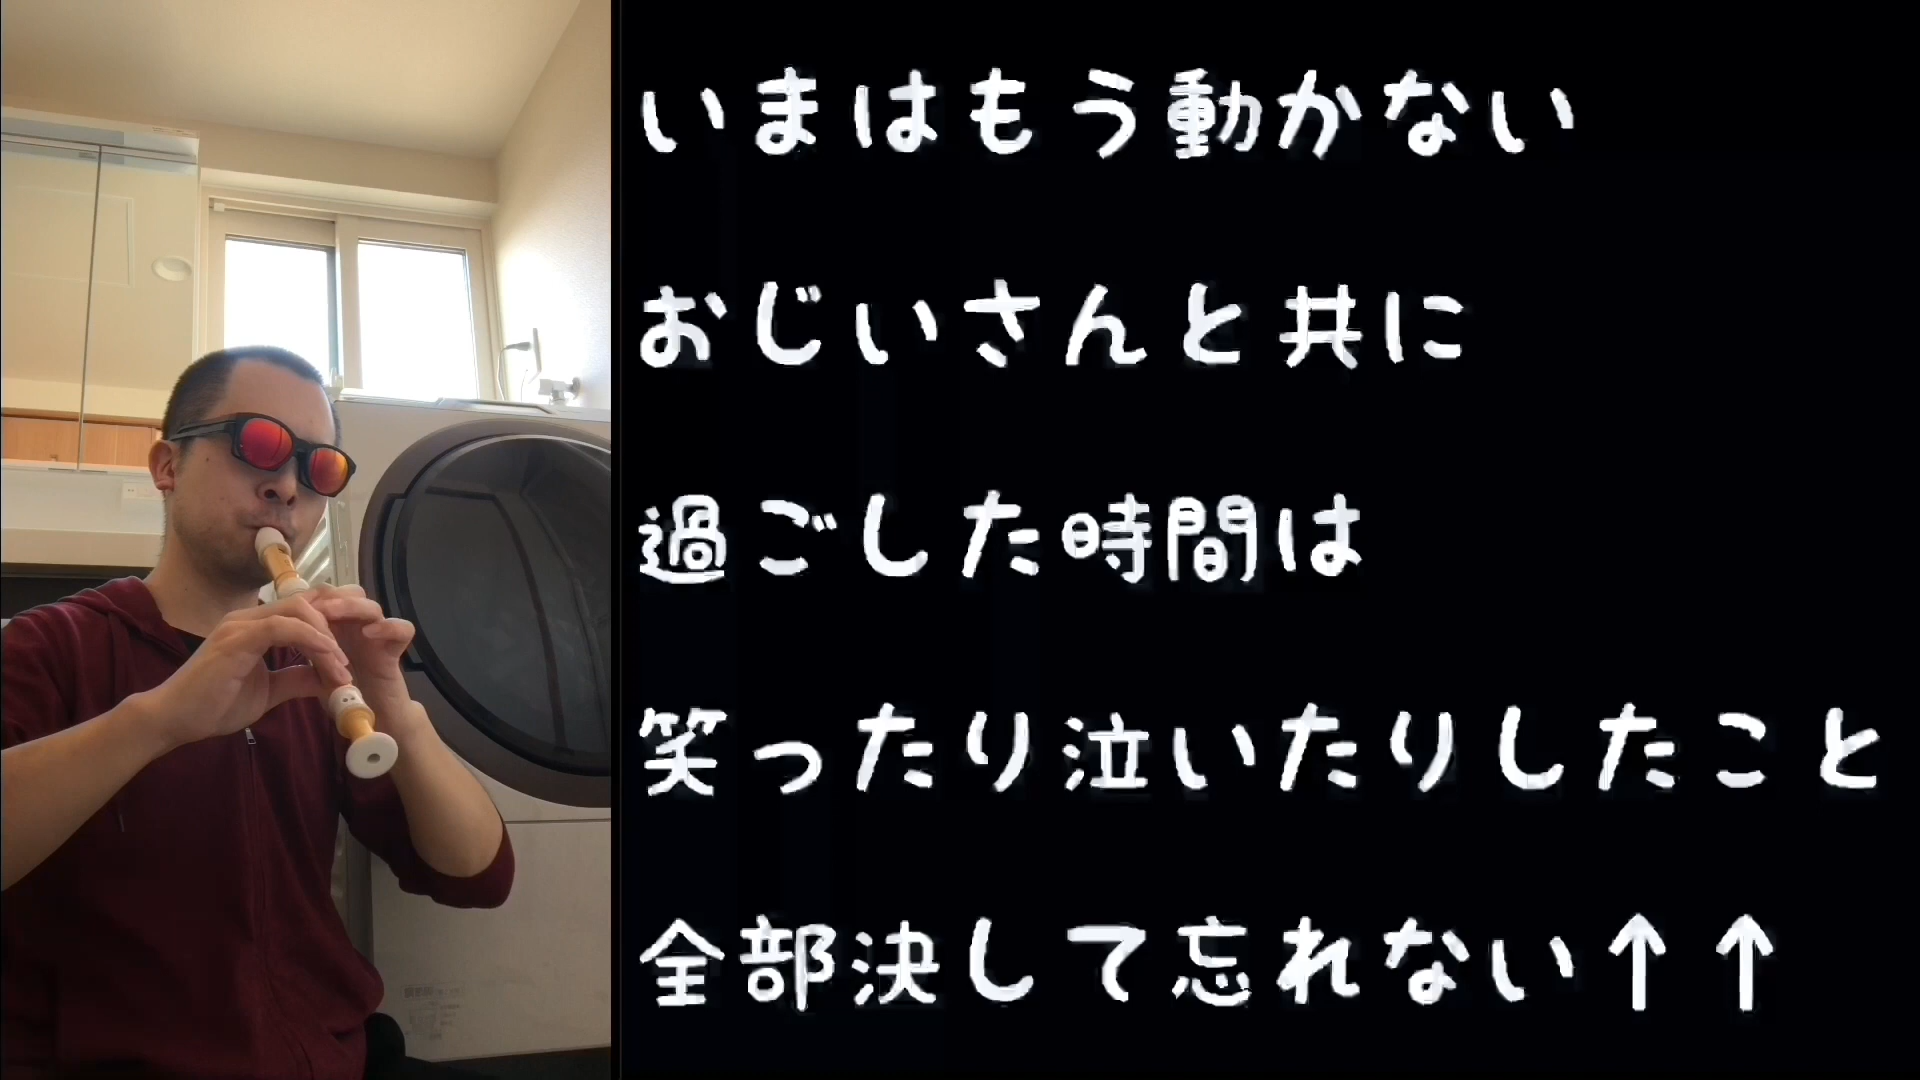 いまはもう動かない
おじいさんと共に
過ごした時間は
笑ったり泣いたりしたこと
全部決して忘れない↑↑